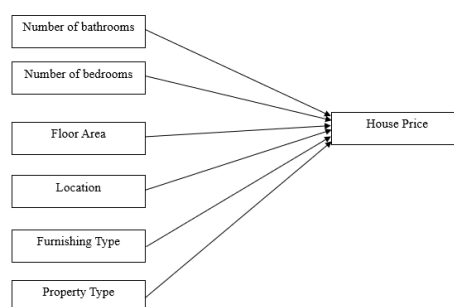 Number of bathrooms
Number of bedrooms
Floor Area
House Price
Location
Furnishing Type
Property Type